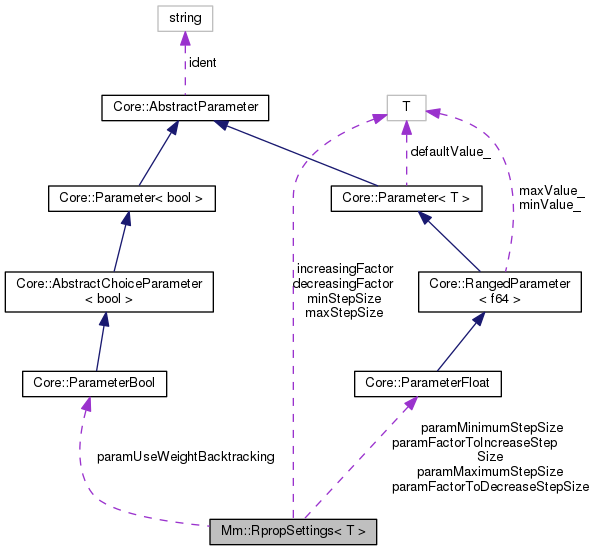 string
ident
Core::AbstractParameter
T
defaultValue_
Core::Parameter< bool >
Core::Parameter< T >
maxValue_
minValue_
Core::AbstractChoiceParameter
< bool >
increasingFactor
decreasingFactor
minStepSize
maxStepSize
Core::RangedParameter
< f64 >
Core::ParameterBool
Core::ParameterFloat
paramUseWeightBacktracking
paramMinimumStepSize
paramFactorToIncreaseStep
Size
paramMaximumStepSize
paramFactorToDecreaseStepSize
Mm::RpropSettings< T >